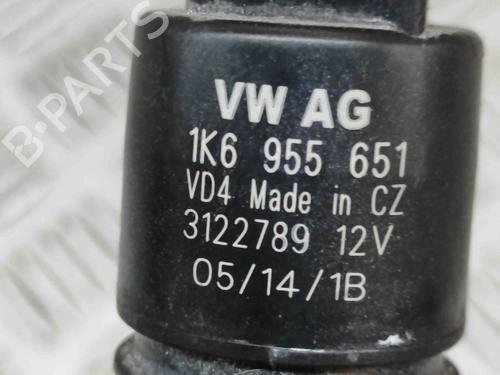 B-PARTS
VW AG
1K6 955 651
VD4 Made in CZ
3122789 12V
05/14/1B